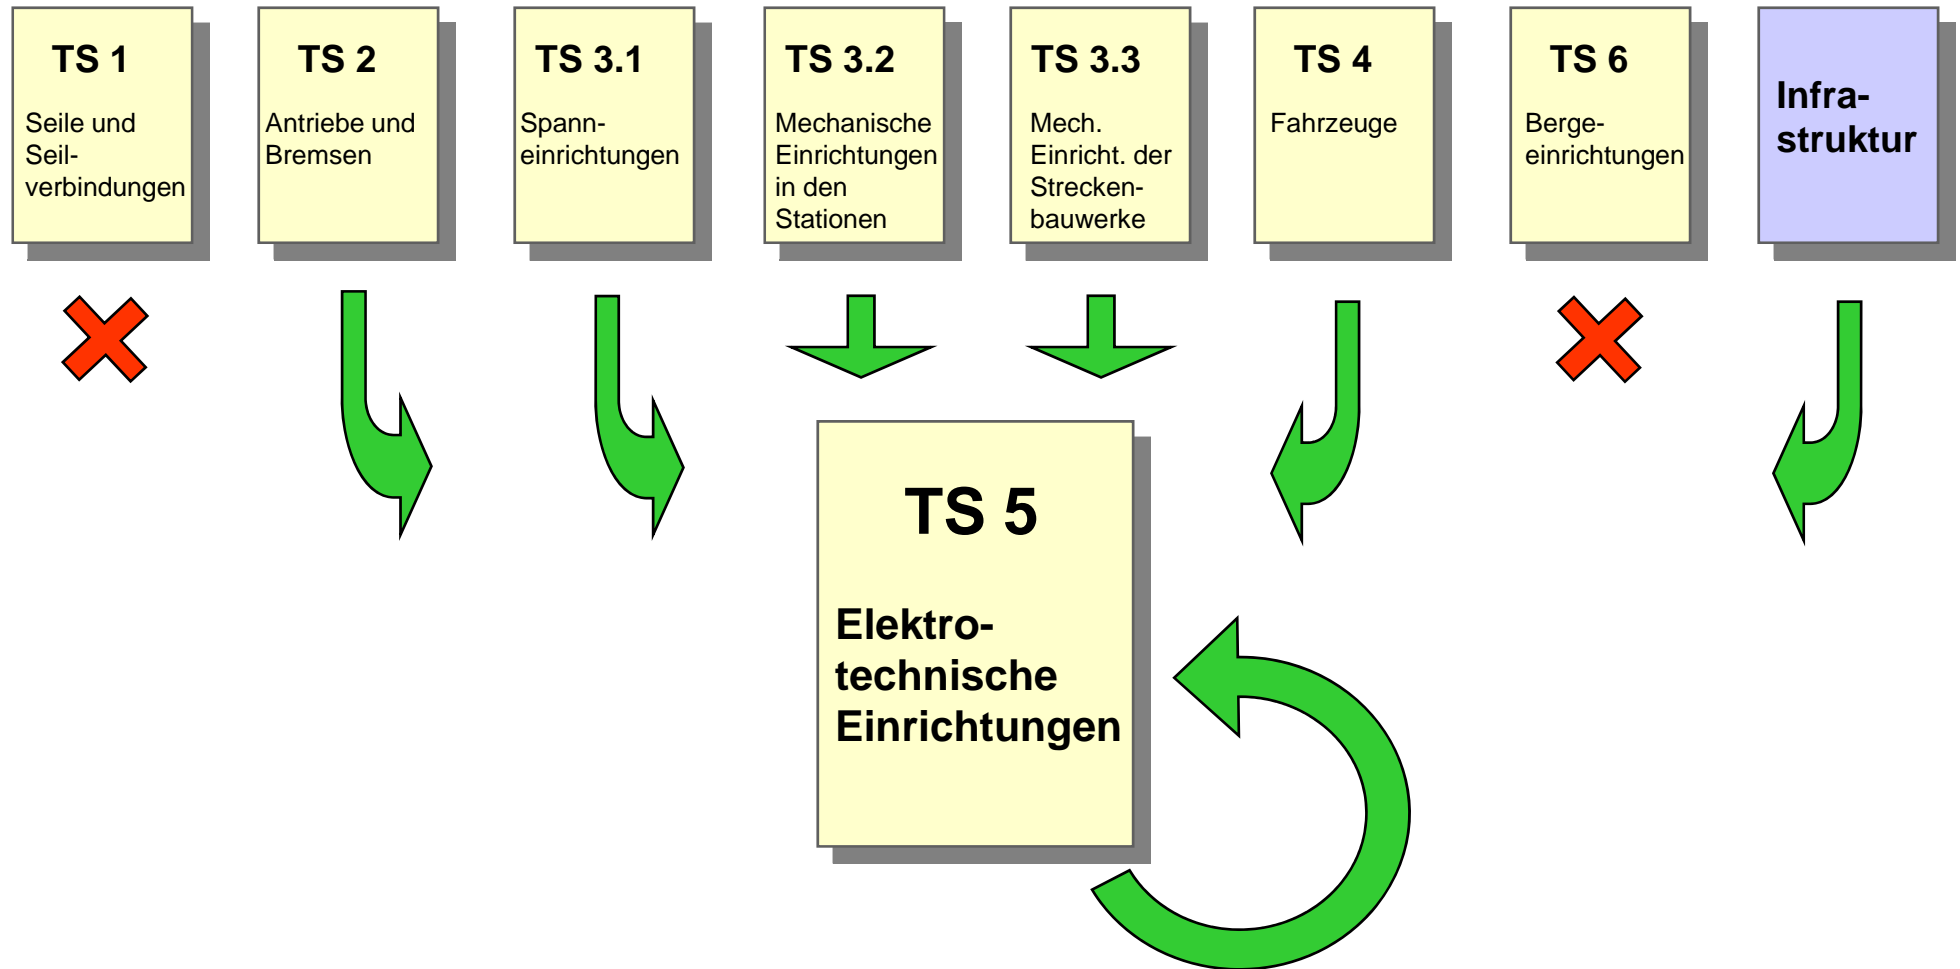 TS 1
Seile und
Seil-
verbindungen
TS 2
Antriebe und
Bremsen
TS 3.1
Spann-
einrichtungen
TS 3.2
Mechanische
Einrichtungen
in den
Stationen
TS 3.3
Mech.
Einricht. der
Strecken-
bauwerke
TS 4
Fahrzeuge
TS 6
Berge-
einrichtungen
Infra-
struktur
TS 5
Elektro-
technische
Einrichtungen